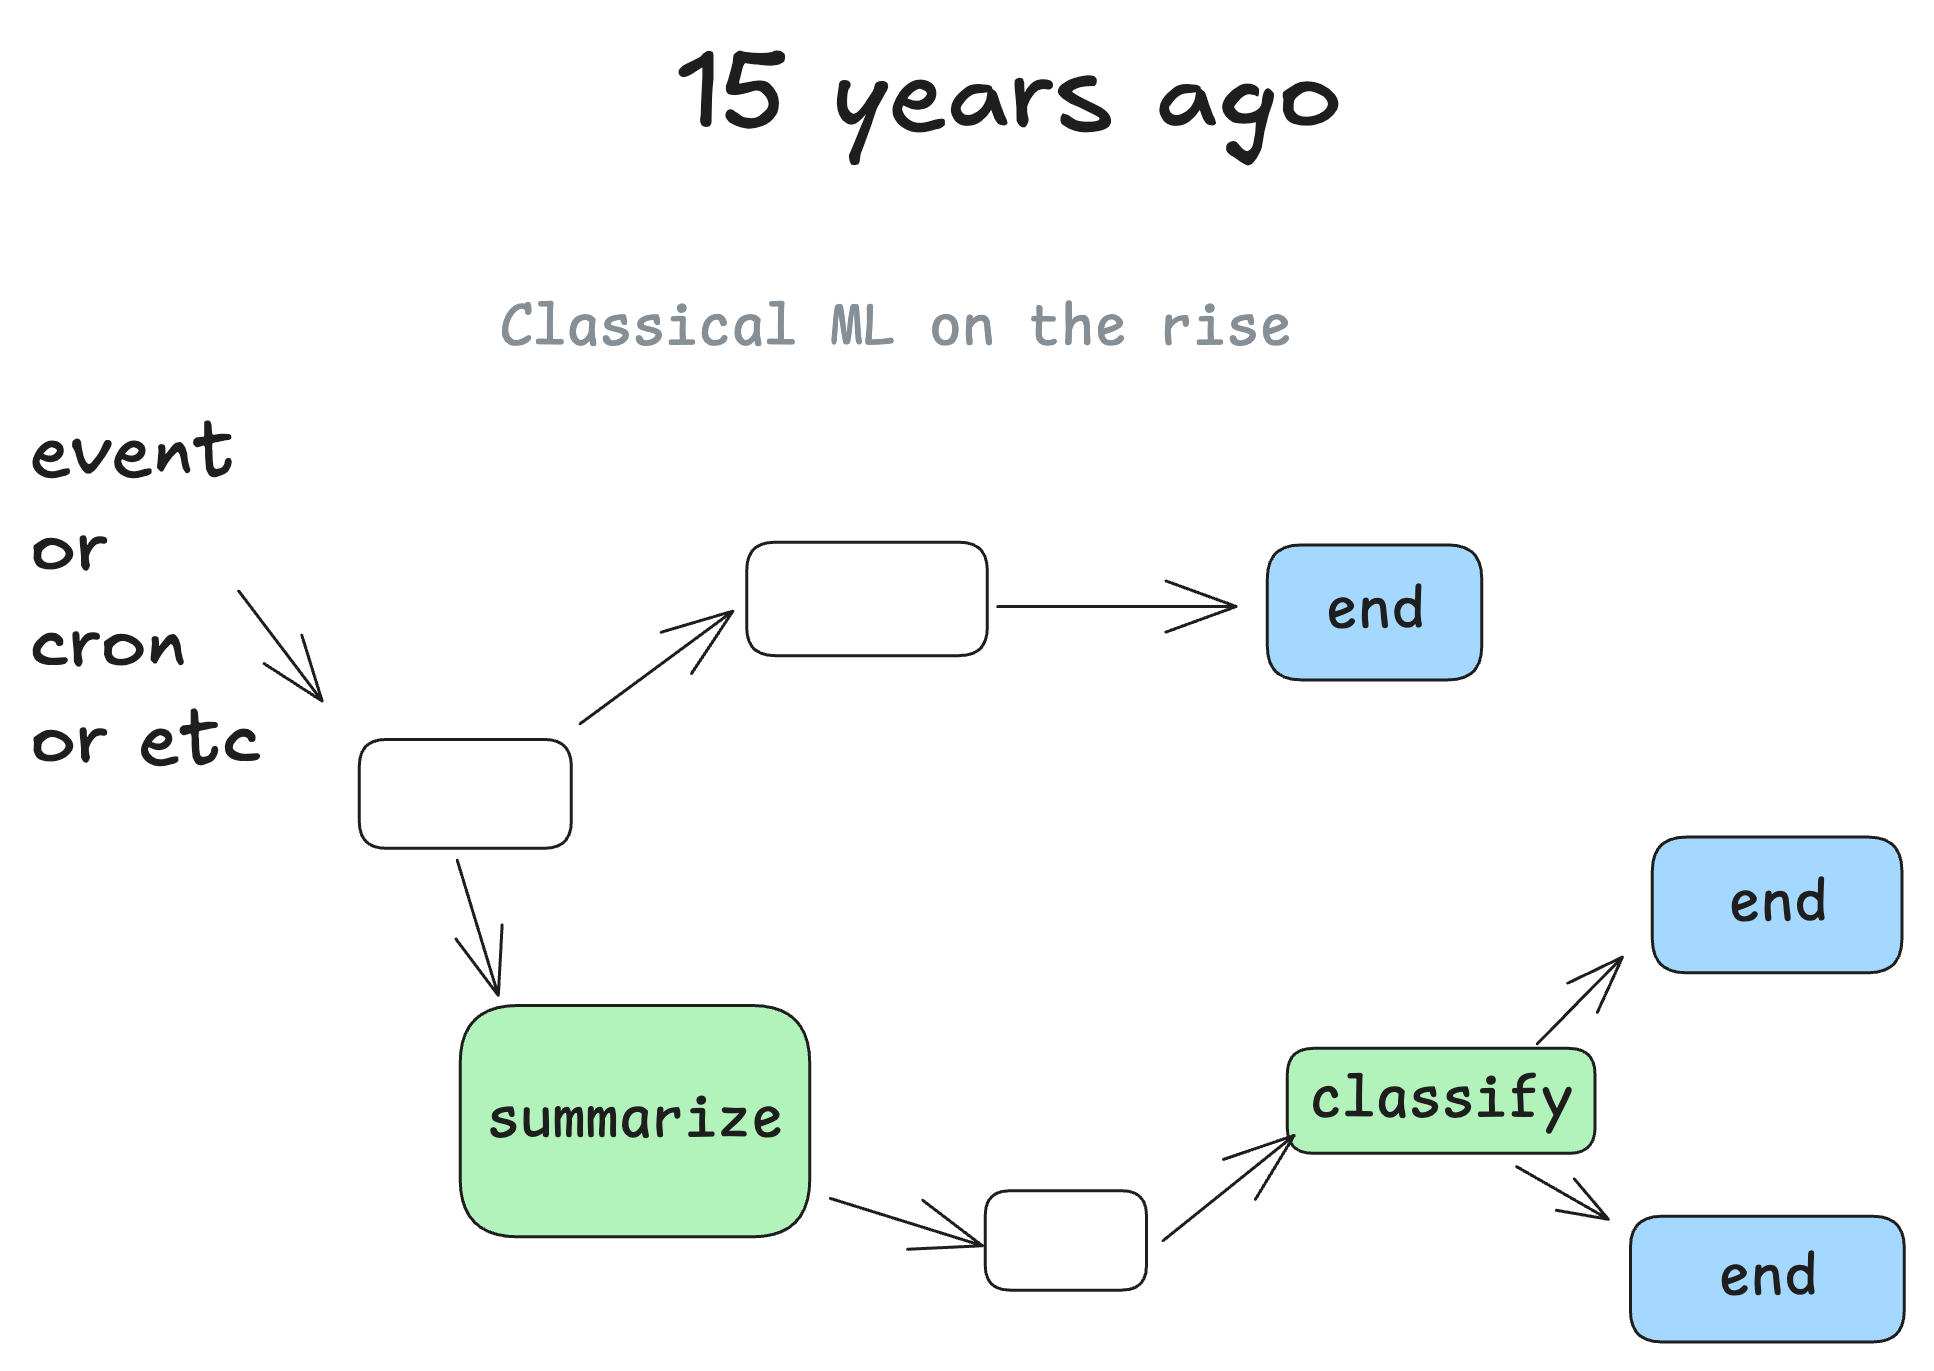 15 years ago
Classical ML on the rise
event
or
cron
or etc
end
end
summarize
classify
end